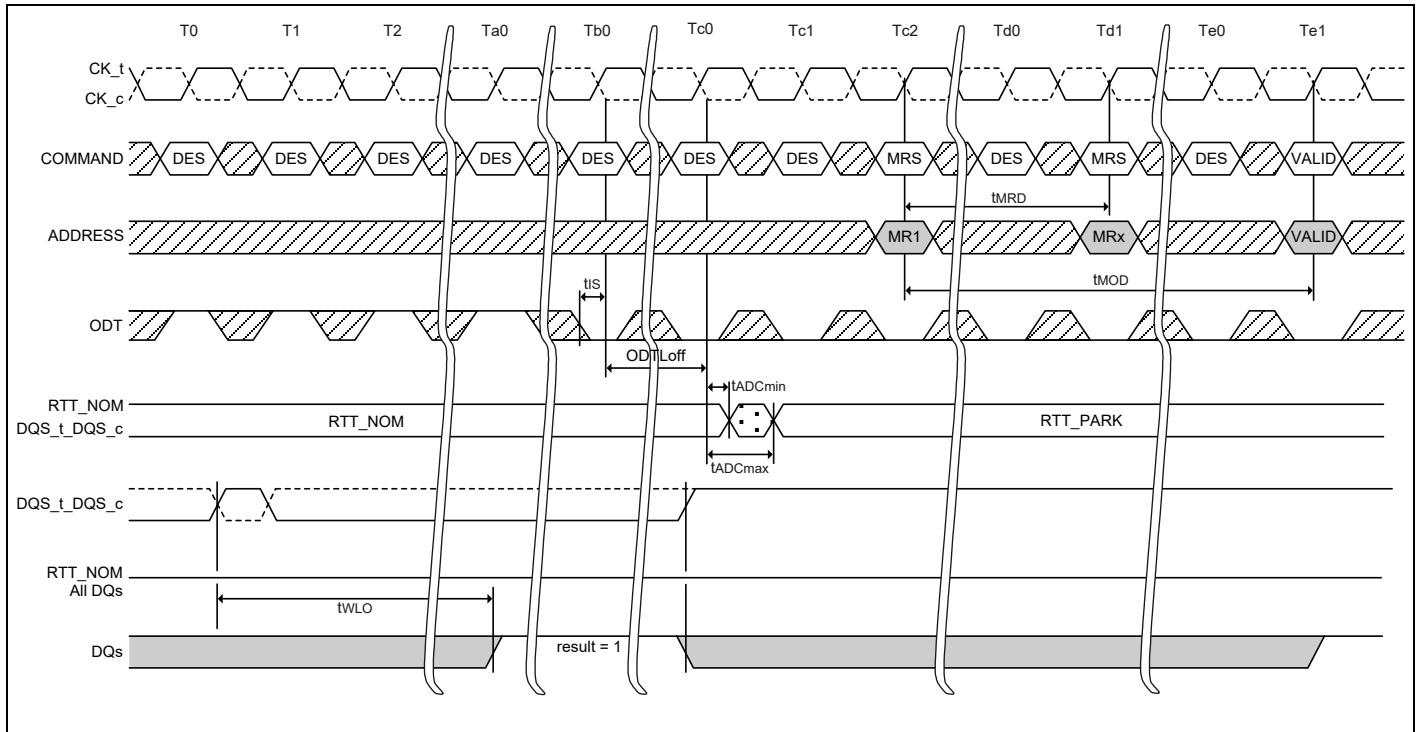 T0 T1 T2 Ta0 Tb0 Tc0 Tc1 Tc2 Td0 Td1 Te0 Te1
CK_t
CK_c
COMMAND DES DES DES DES DES DES DES MRS DES MRS DES VALID
tMRD
ADDRESS MR1 MRx VALID
tMOD
tIS
ODT
ODTLoff
tADCmin
RTT_NOM
DQS_t_DQS_c RTT_NOM RTT_PARK
tADCmax
DQS_t_DQS_c
RTT_NOM
All DQs
tWLO
DQs result = 1